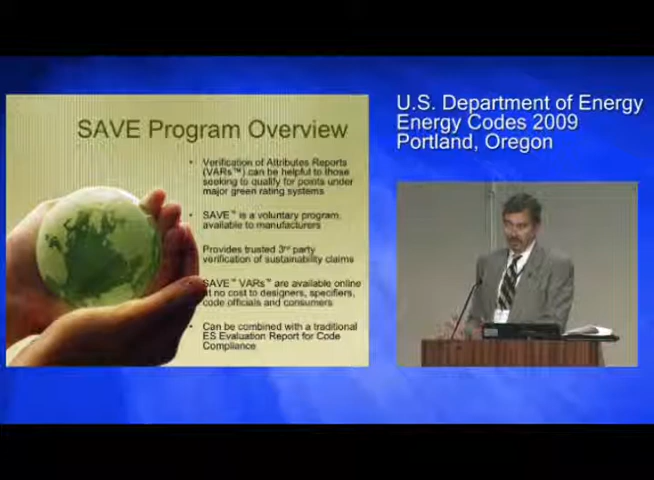 SAVE Program Overview
• Verification of Attributes Reports
(VARs™) can be helpful to those
seeking to qualify for points under
major green rating systems
• SAVE™ is a voluntary program,
available to manufacturers
Provides trusted 3rd party
verification of sustainability claims
SAVE™ VARs™ are available online
at no cost to designers, specifiers,
code officials and consumers
• Can be combined with a traditional
ES Evaluation Report for Code
Compliance
U.S. Department of Energy
Energy Codes 2009
Portland, Oregon